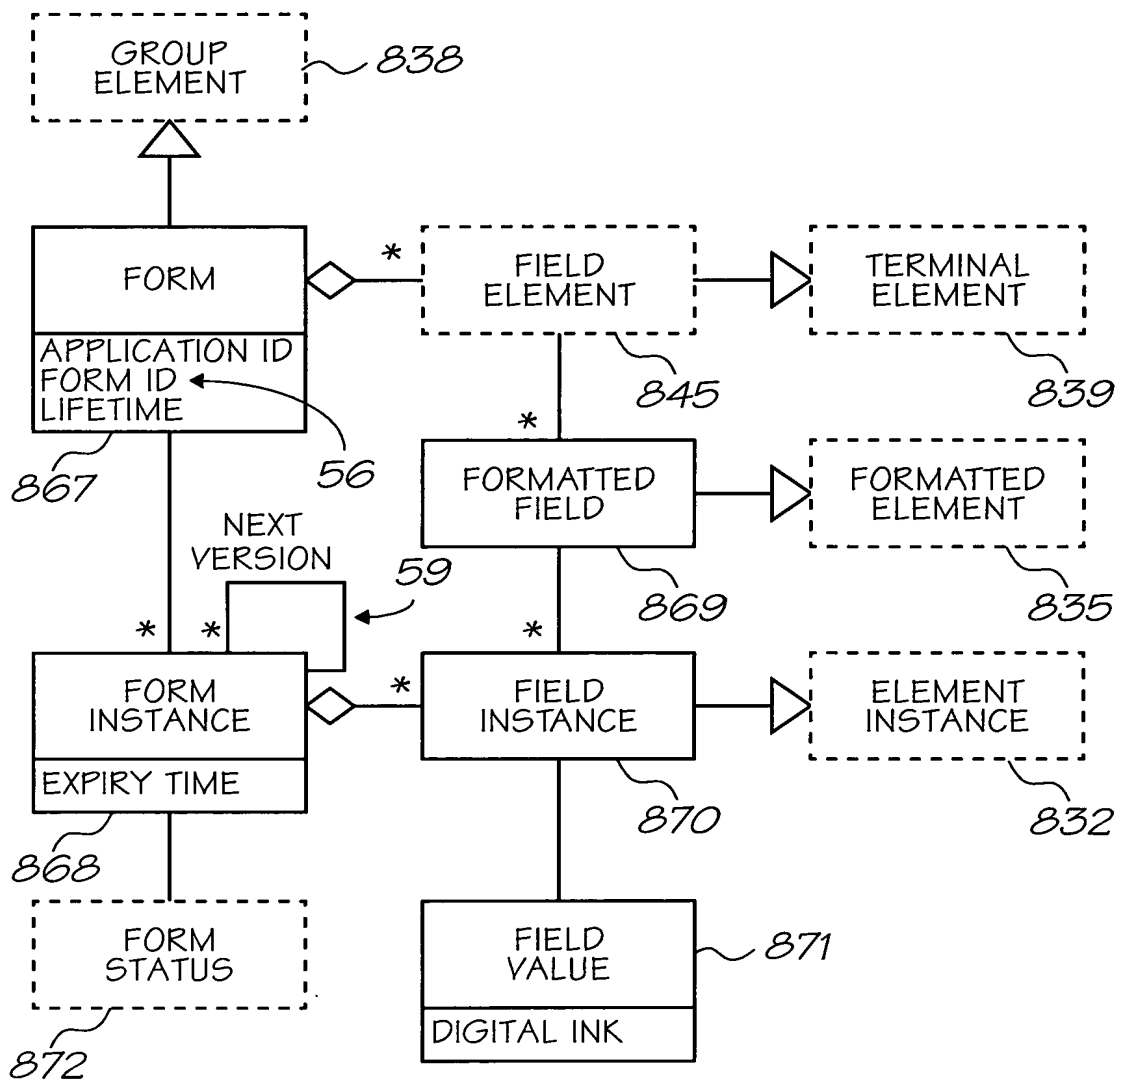 GROUP
ELEMENT
838
FORM
*
FIELD
ELEMENT
TERMINAL
ELEMENT
APPLICATION ID
FORM ID
LIFETIME
845
839
867
56
*
FORMATTED
FIELD
FORMATTED
ELEMENT
NEXT
VERSION
59
869
835
*
*
*
FORM
INSTANCE
*
FIELD
INSTANCE
ELEMENT
INSTANCE
EXPIRY TIME
868
870
832
FORM
STATUS
FIELD
VALUE
871
DIGITAL INK
872